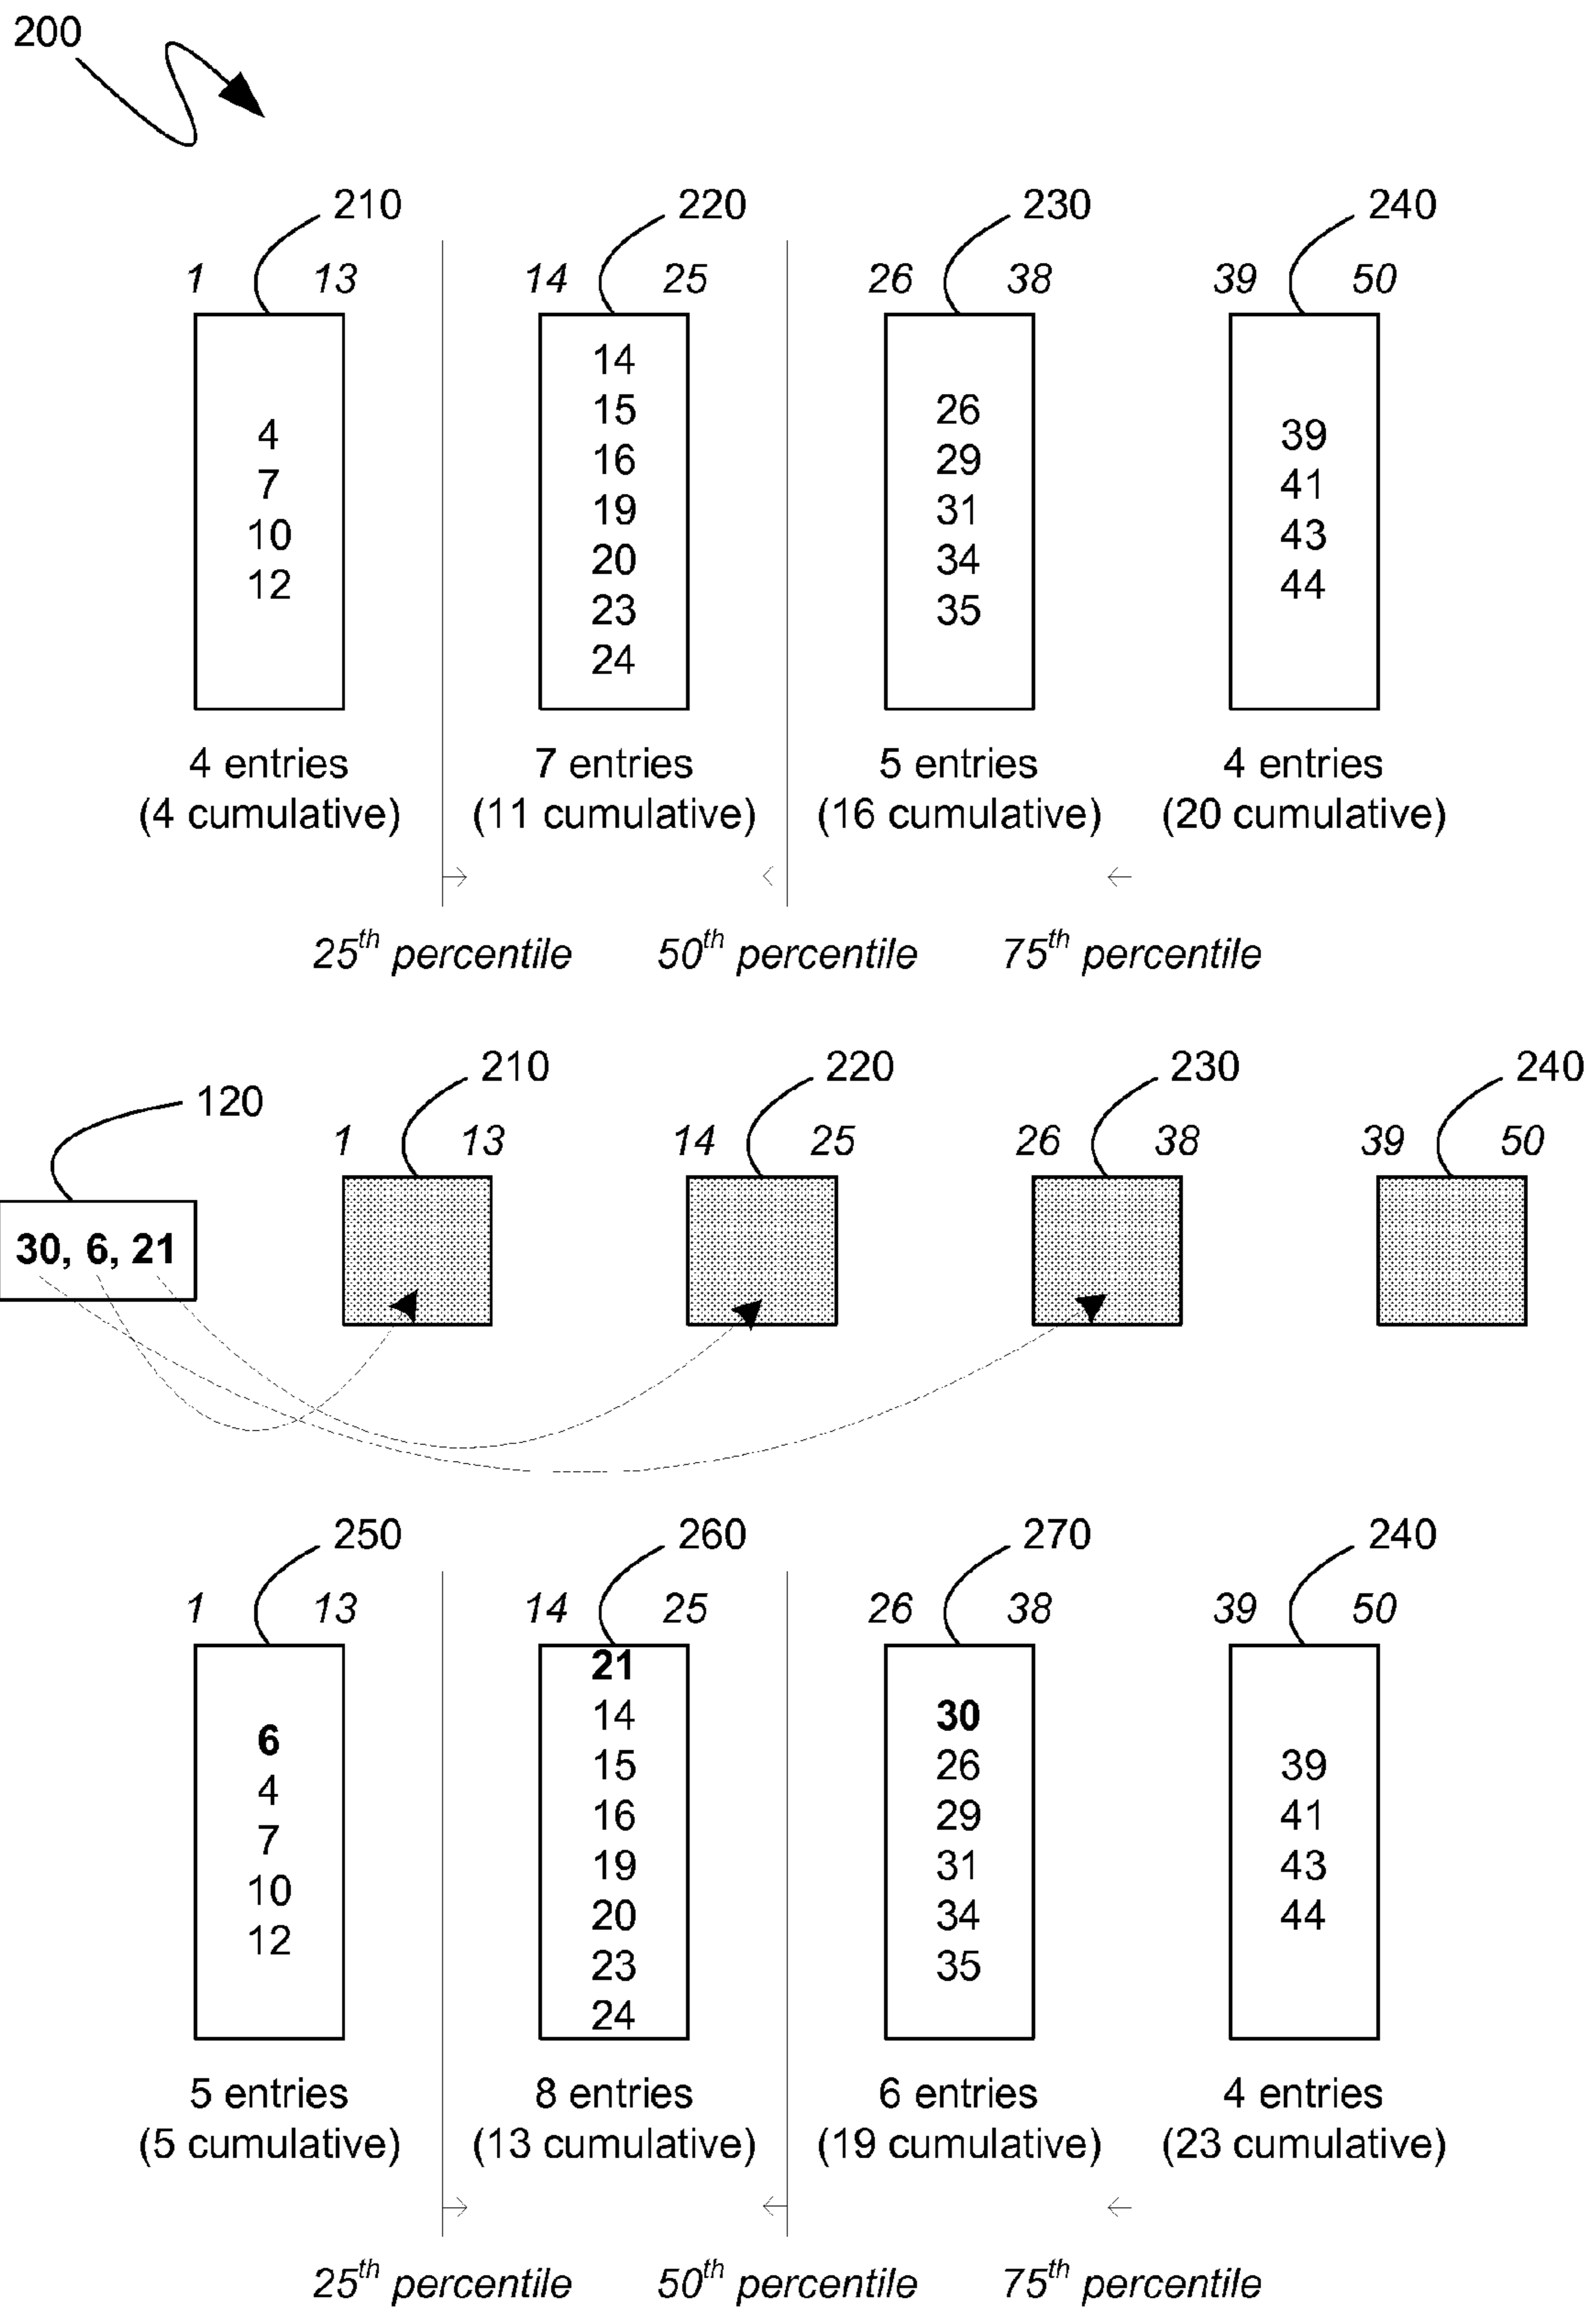 200
210 220 230 240
1 13 14 25 26 38 39 50
14
15 26
4 16 29 39
7 19 31 41
10 20 34 43
12 23 35 44
24
4 entries 7 entries 5 entries 4 entries
(4 cumulative) (11 cumulative) (16 cumulative) (20 cumulative)
25th percentile 50th percentile 75th percentile
210 220 230 240
120
1 13 14 25 26 38 39 50
30, 6, 21
250 260 270 240
1 13 14 25 26 38 39 50
21
14 30
6 15 26 39
4 16 29 41
7 19 31 43
10 20 34 44
12 23 35
24
5 entries 8 entries 6 entries 4 entries
(5 cumulative) (13 cumulative) (19 cumulative) (23 cumulative)
25th percentile 50th percentile 75th percentile